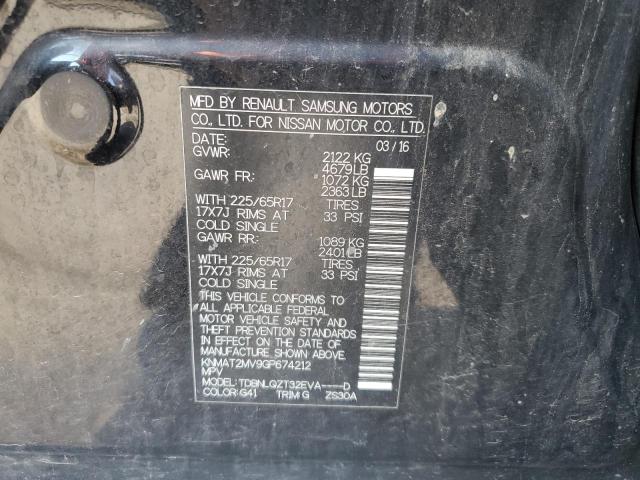 MFD BY RENAULT SAMSUNG MOTORS
CO., LTD. FOR NISSAN MOTOR CO., LTD.
DATE: 03/16
GVWR: 2122 KG
4679LB
GAWR FR: 1072 KG
2363LB
WITH 225/65R17 TIRES
17X7J RIMS AT 33 PSI
COLD SINGLE
GAWR RR: 1089 KG
2401LB
WITH 225/65R17 TIRES
17X7J RIMS AT 33 PSI
COLD SINGLE
THIS VEHICLE CONFORMS TO
ALL APPLICABLE FEDERAL
MOTOR VEHICLE SAFETY AND
THEFT PREVENTION STANDARDS
IN EFFECT ON THE DATE OF
MANUFACTURE SHOWN ABOVE.
KNMAT2MV9GP674212
MPV
MODEL: TDBNLQZT32EVA----D
COLOR:G41 TRIM:G ZS30A